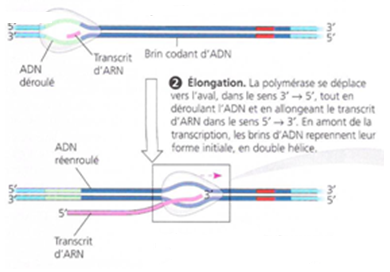 5'
3'
3'
5'
ADN
déroulé
Transcrit
d'ARN
Brin codant d'ADN
2 Élongation. La polymérase se déplace
vers l'aval, dans le sens 3' → 5', tout en
déroulant l'ADN et en allongeant le transcrit
d'ARN dans le sens 5' → 3'. En amont de la
transcription, les brins d'ADN reprennent leur
forme initiale, en double hélice.
ADN
réenroulé
5'
3'
3'
3'
5'
5'
Transcrit
d'ARN